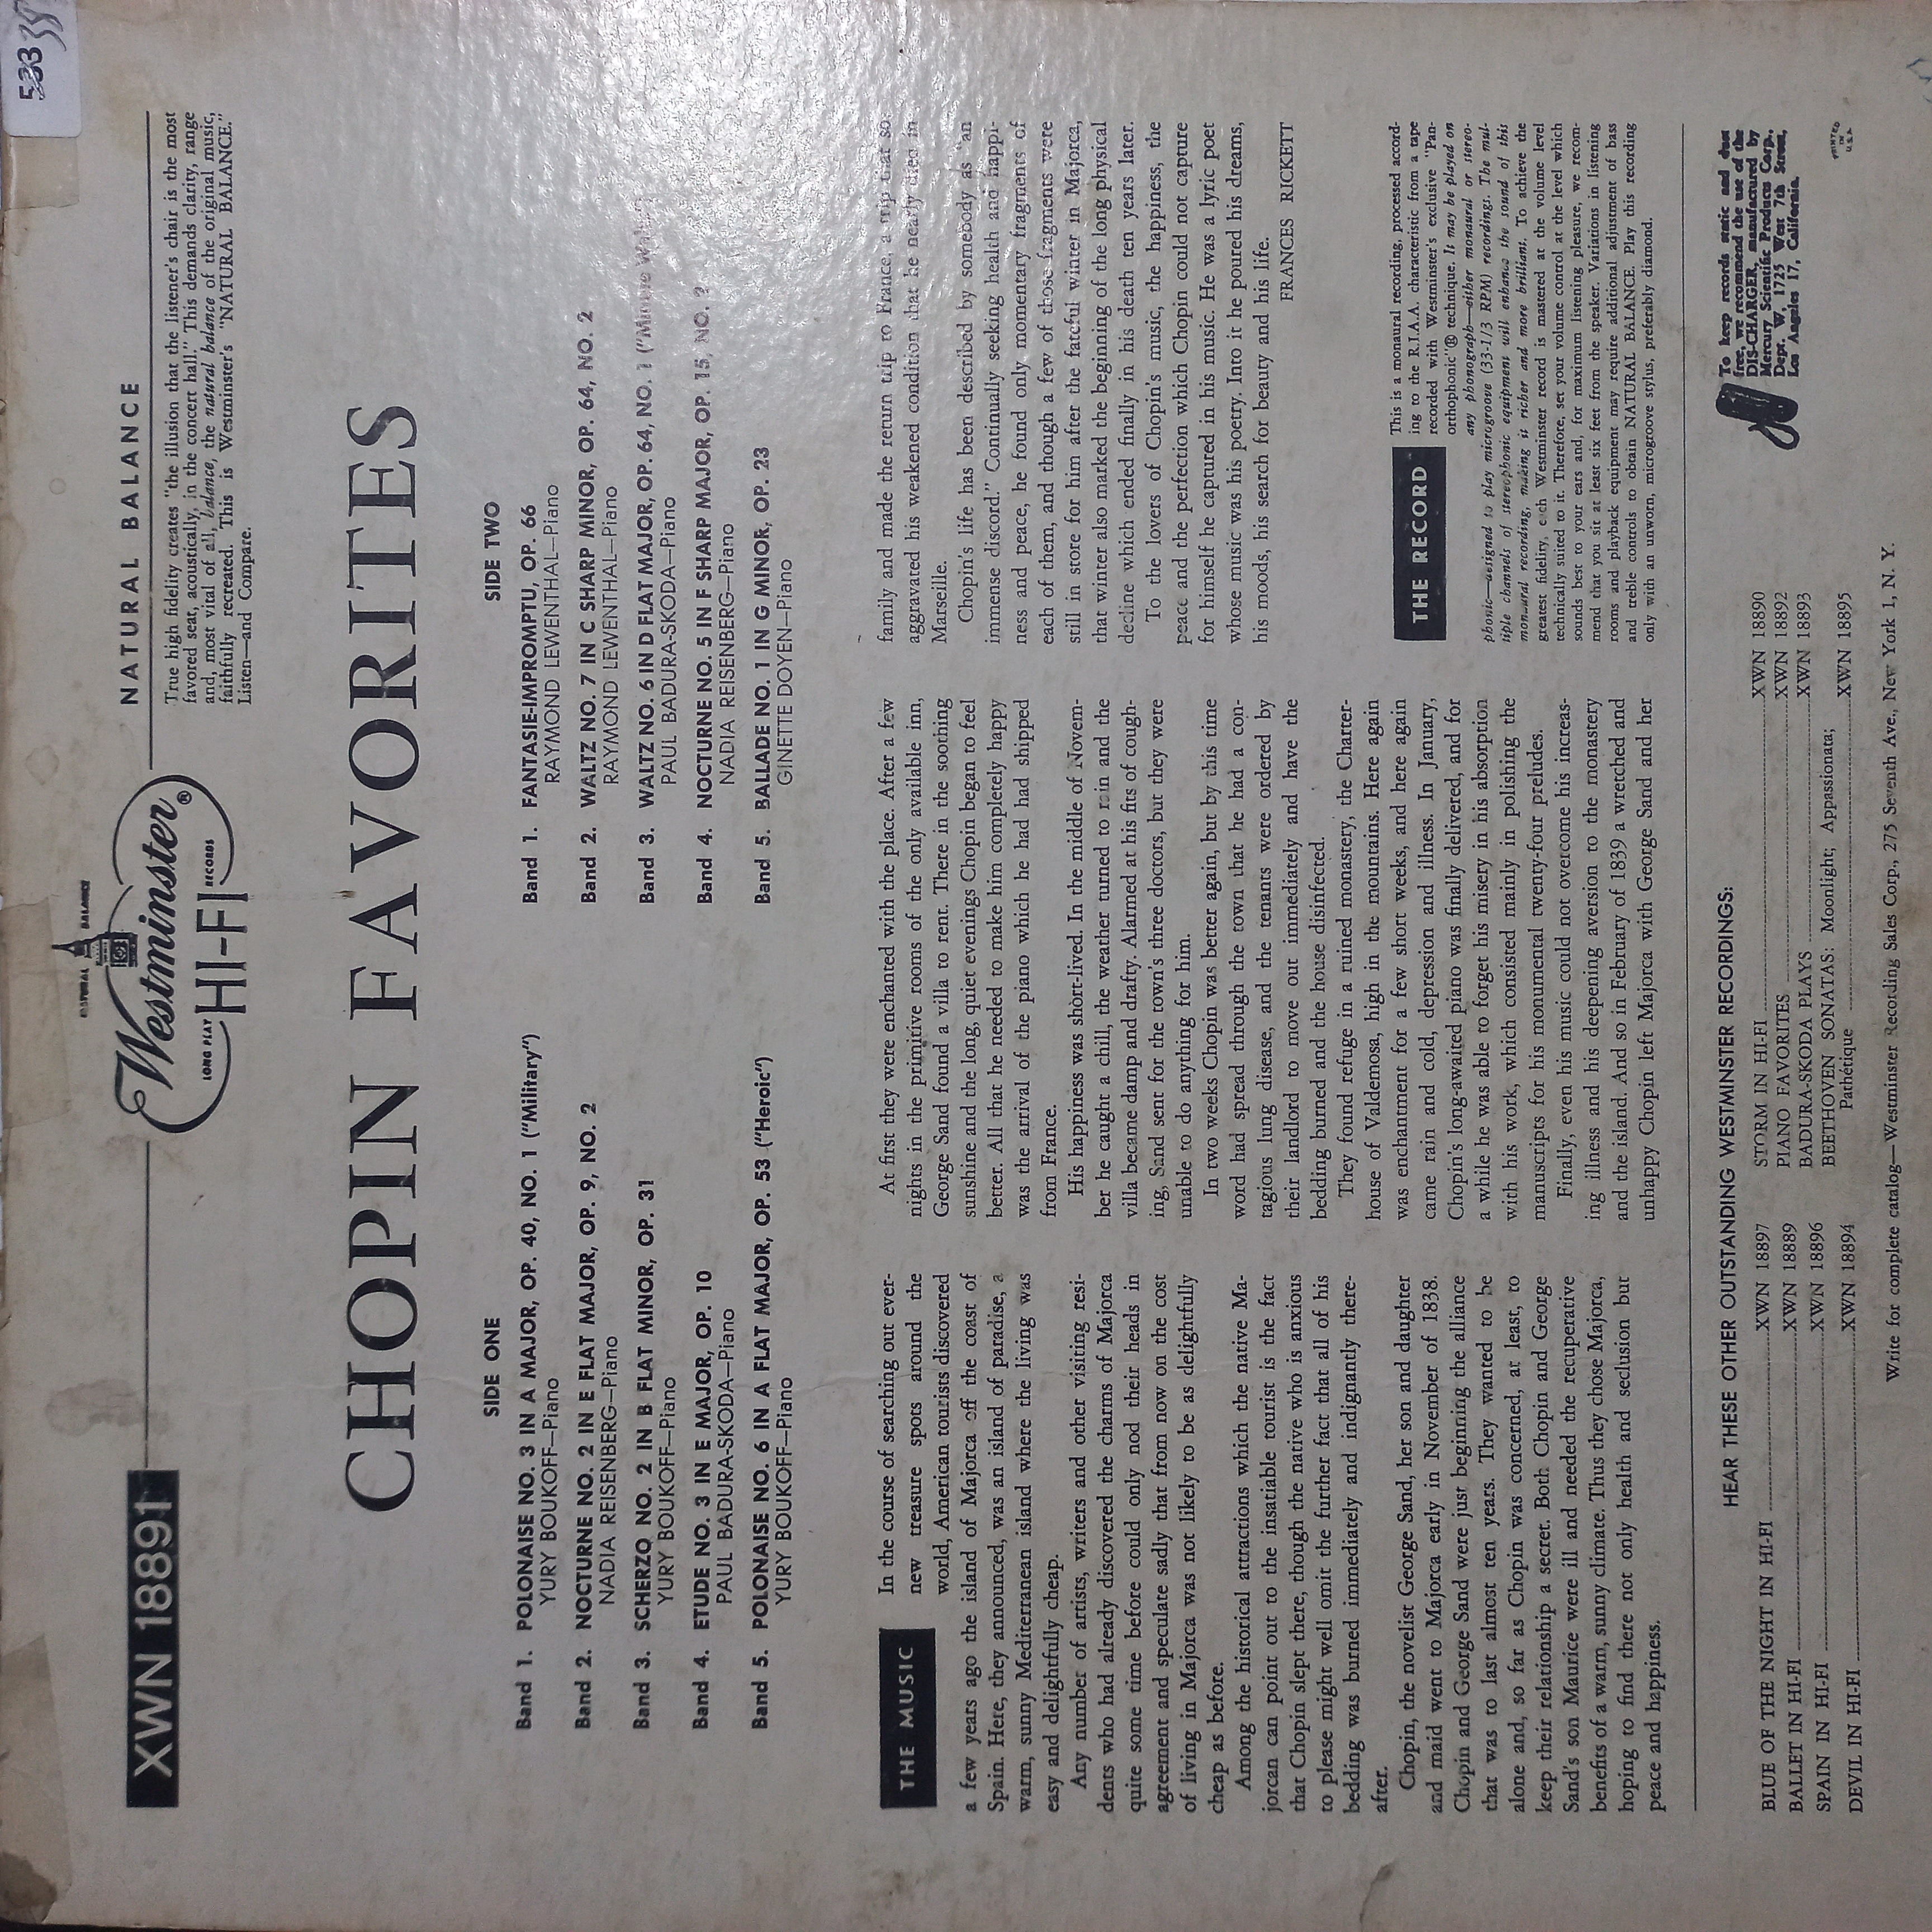 533
35
XWN 18891
NATURAL BALANCE
Westminster®
LONG PLAY HI-FI RECORDS
NATURAL BALANCE
True high fidelity creates "the illusion that the listener's chair is the most
favored seat, acoustically, in the concert hall." This demands clarity, range
and, most vital of all, balance, the natural balance of the original music,
faithfully recreated. This is Westminster's "NATURAL BALANCE."
Listen—and Compare.
CHOPIN FAVORITES
SIDE ONE
Band 1. POLONAISE NO. 3 IN A MAJOR, OP. 40, NO. 1 ("Military")
YURY BOUKOFF—Piano
Band 2. NOCTURNE NO. 2 IN E FLAT MAJOR, OP. 9, NO. 2
NADIA REISENBERG—Piano
Band 3. SCHERZO NO. 2 IN B FLAT MINOR, OP. 31
YURY BOUKOFF—Piano
Band 4. ETUDE NO. 3 IN E MAJOR, OP. 10
PAUL BADURA-SKODA—Piano
Band 5. POLONAISE NO. 6 IN A FLAT MAJOR, OP. 53 ("Heroic")
YURY BOUKOFF—Piano
SIDE TWO
Band 1. FANTASIE-IMPROMPTU, OP. 66
RAYMOND LEWENTHAL—Piano
Band 2. WALTZ NO. 7 IN C SHARP MINOR, OP. 64, NO. 2
RAYMOND LEWENTHAL—Piano
Band 3. WALTZ NO. 6 IN D FLAT MAJOR, OP. 64, NO. 1 ("Minute Waltz")
PAUL BADURA-SKODA—Piano
Band 4. NOCTURNE NO. 5 IN F SHARP MAJOR, OP. 15, NO. 2
NADIA REISENBERG—Piano
Band 5. BALLADE NO. 1 IN G MINOR, OP. 23
GINETTE DOYEN—Piano
THE MUSIC
In the course of searching out ever-
new treasure spots around the
world, American tourists discovered
a few years ago the island of Majorca off the coast of
Spain. Here, they announced, was an island of paradise, a
warm, sunny Mediterranean island where the living was
easy and delightfully cheap.
Any number of artists, writers and other visiting resi-
dents who had already discovered the charms of Majorca
quite some time before could only nod their heads in
agreement and speculate sadly that from now on the cost
of living in Majorca was not likely to be as delightfully
cheap as before.
Among the historical attractions which the native Ma-
jorcan can point out to the insatiable tourist is the fact
that Chopin slept there, though the native who is anxious
to please might well omit the further fact that all of his
bedding was burned immediately and indignantly there-
after.
Chopin, the novelist George Sand, her son and daughter
and maid went to Majorca early in November of 1838.
Chopin and George Sand were just beginning the alliance
that was to last almost ten years. They wanted to be
alone and, so far as Chopin was concerned, at least, to
keep their relationship a secret. Both Chopin and George
Sand's son Maurice were ill and needed the recuperative
benefits of a warm, sunny climate. Thus they chose Majorca,
hoping to find there not only health and seclusion but
peace and happiness.
At first they were enchanted with the place. After a few
nights in the primitive rooms of the only available inn,
George Sand found a villa to rent. There in the soothing
sunshine and the long, quiet evenings Chopin began to feel
better. All that he needed to make him completely happy
was the arrival of the piano which he had had shipped
from France.
His happiness was short-lived. In the middle of Novem-
ber he caught a chill, the weather turned to rain and the
villa became damp and drafty. Alarmed at his fits of cough-
ing, Sand sent for the town's three doctors, but they were
unable to do anything for him.
In two weeks Chopin was better again, but by this time
word had spread through the town that he had a con-
tagious lung disease, and the tenants were ordered by
their landlord to move out immediately and have the
bedding burned and the house disinfected.
They found refuge in a ruined monastery, the Charter-
house of Valdemosa, high in the mountains. Here again
was enchantment for a few short weeks, and here again
came rain and cold, depression and illness. In January,
Chopin's long-awaited piano was finally delivered, and for
a while he was able to forget his misery in his absorption
with his work, which consisted mainly in polishing the
manuscripts for his monumental twenty-four preludes.
Finally, even his music could not overcome his increas-
ing illness and his deepening aversion to the monastery
and the island. And so in February of 1839 a wretched and
unhappy Chopin left Majorca with George Sand and her
family and made the return trip to France, a trip that so
aggravated his weakened condition that he nearly died in
Marseille.
Chopin's life has been described by somebody as "an
immense discord." Continually seeking health and happi-
ness and peace, he found only momentary fragments of
each of them, and though a few of those fragments were
still in store for him after the fateful winter in Majorca,
that winter also marked the beginning of the long physical
decline which ended finally in his death ten years later.
To the lovers of Chopin's music, the happiness, the
peace and the perfection which Chopin could not capture
for himself he captured in his music. He was a lyric poet
whose music was his poetry. Into it he poured his dreams,
his moods, his search for beauty and his life.
FRANCES RICKETT
THE RECORD
This is a monaural recording, processed accord-
ing to the R.I.A.A. characteristic from a tape
recorded with Westminster's exclusive "Pan-
orthophonic"® technique. It may be played on
any phonograph—either monaural or stereo-
phonic—designed to play microgroove (33-1/3 RPM) recordings. The mul-
tiple channels of stereophonic equipment will enhance the sound of this
monaural recording, making it richer and more brilliant. To achieve the
greatest fidelity, each Westminster record is mastered at the volume level
technically suited to it. Therefore, set your volume control at the level which
sounds best to your ears and, for maximum listening pleasure, we recom-
mend that you sit at least six feet from the speaker. Variations in listening
rooms and playback equipment may require additional adjustment of bass
and treble controls to obtain NATURAL BALANCE. Play this recording
only with an unworn, microgroove stylus, preferably diamond.
HEAR THESE OTHER OUTSTANDING WESTMINSTER RECORDINGS:
BLUE OF THE NIGHT IN HI-FI XWN 18897
BALLET IN HI-FI XWN 18889
SPAIN IN HI-FI XWN 18896
DEVIL IN HI-FI XWN 18894
STORM IN HI-FI XWN 18890
PIANO FAVORITES XWN 18892
BADURA-SKODA PLAYS XWN 18893
BEETHOVEN SONATAS: Moonlight; Appassionata;
Pathétique XWN 18895
To keep records static and dust
free, we recommend the use of the
DIS-CHARGER, manufactured by
Mercury Scientific Products Corp.,
Dept. W, 1725 West 7th Street,
Los Angeles 17, California.
PRINTED
IN
U.S.A.
Write for complete catalog—Westminster Recording Sales Corp., 275 Seventh Ave., New York 1, N. Y.